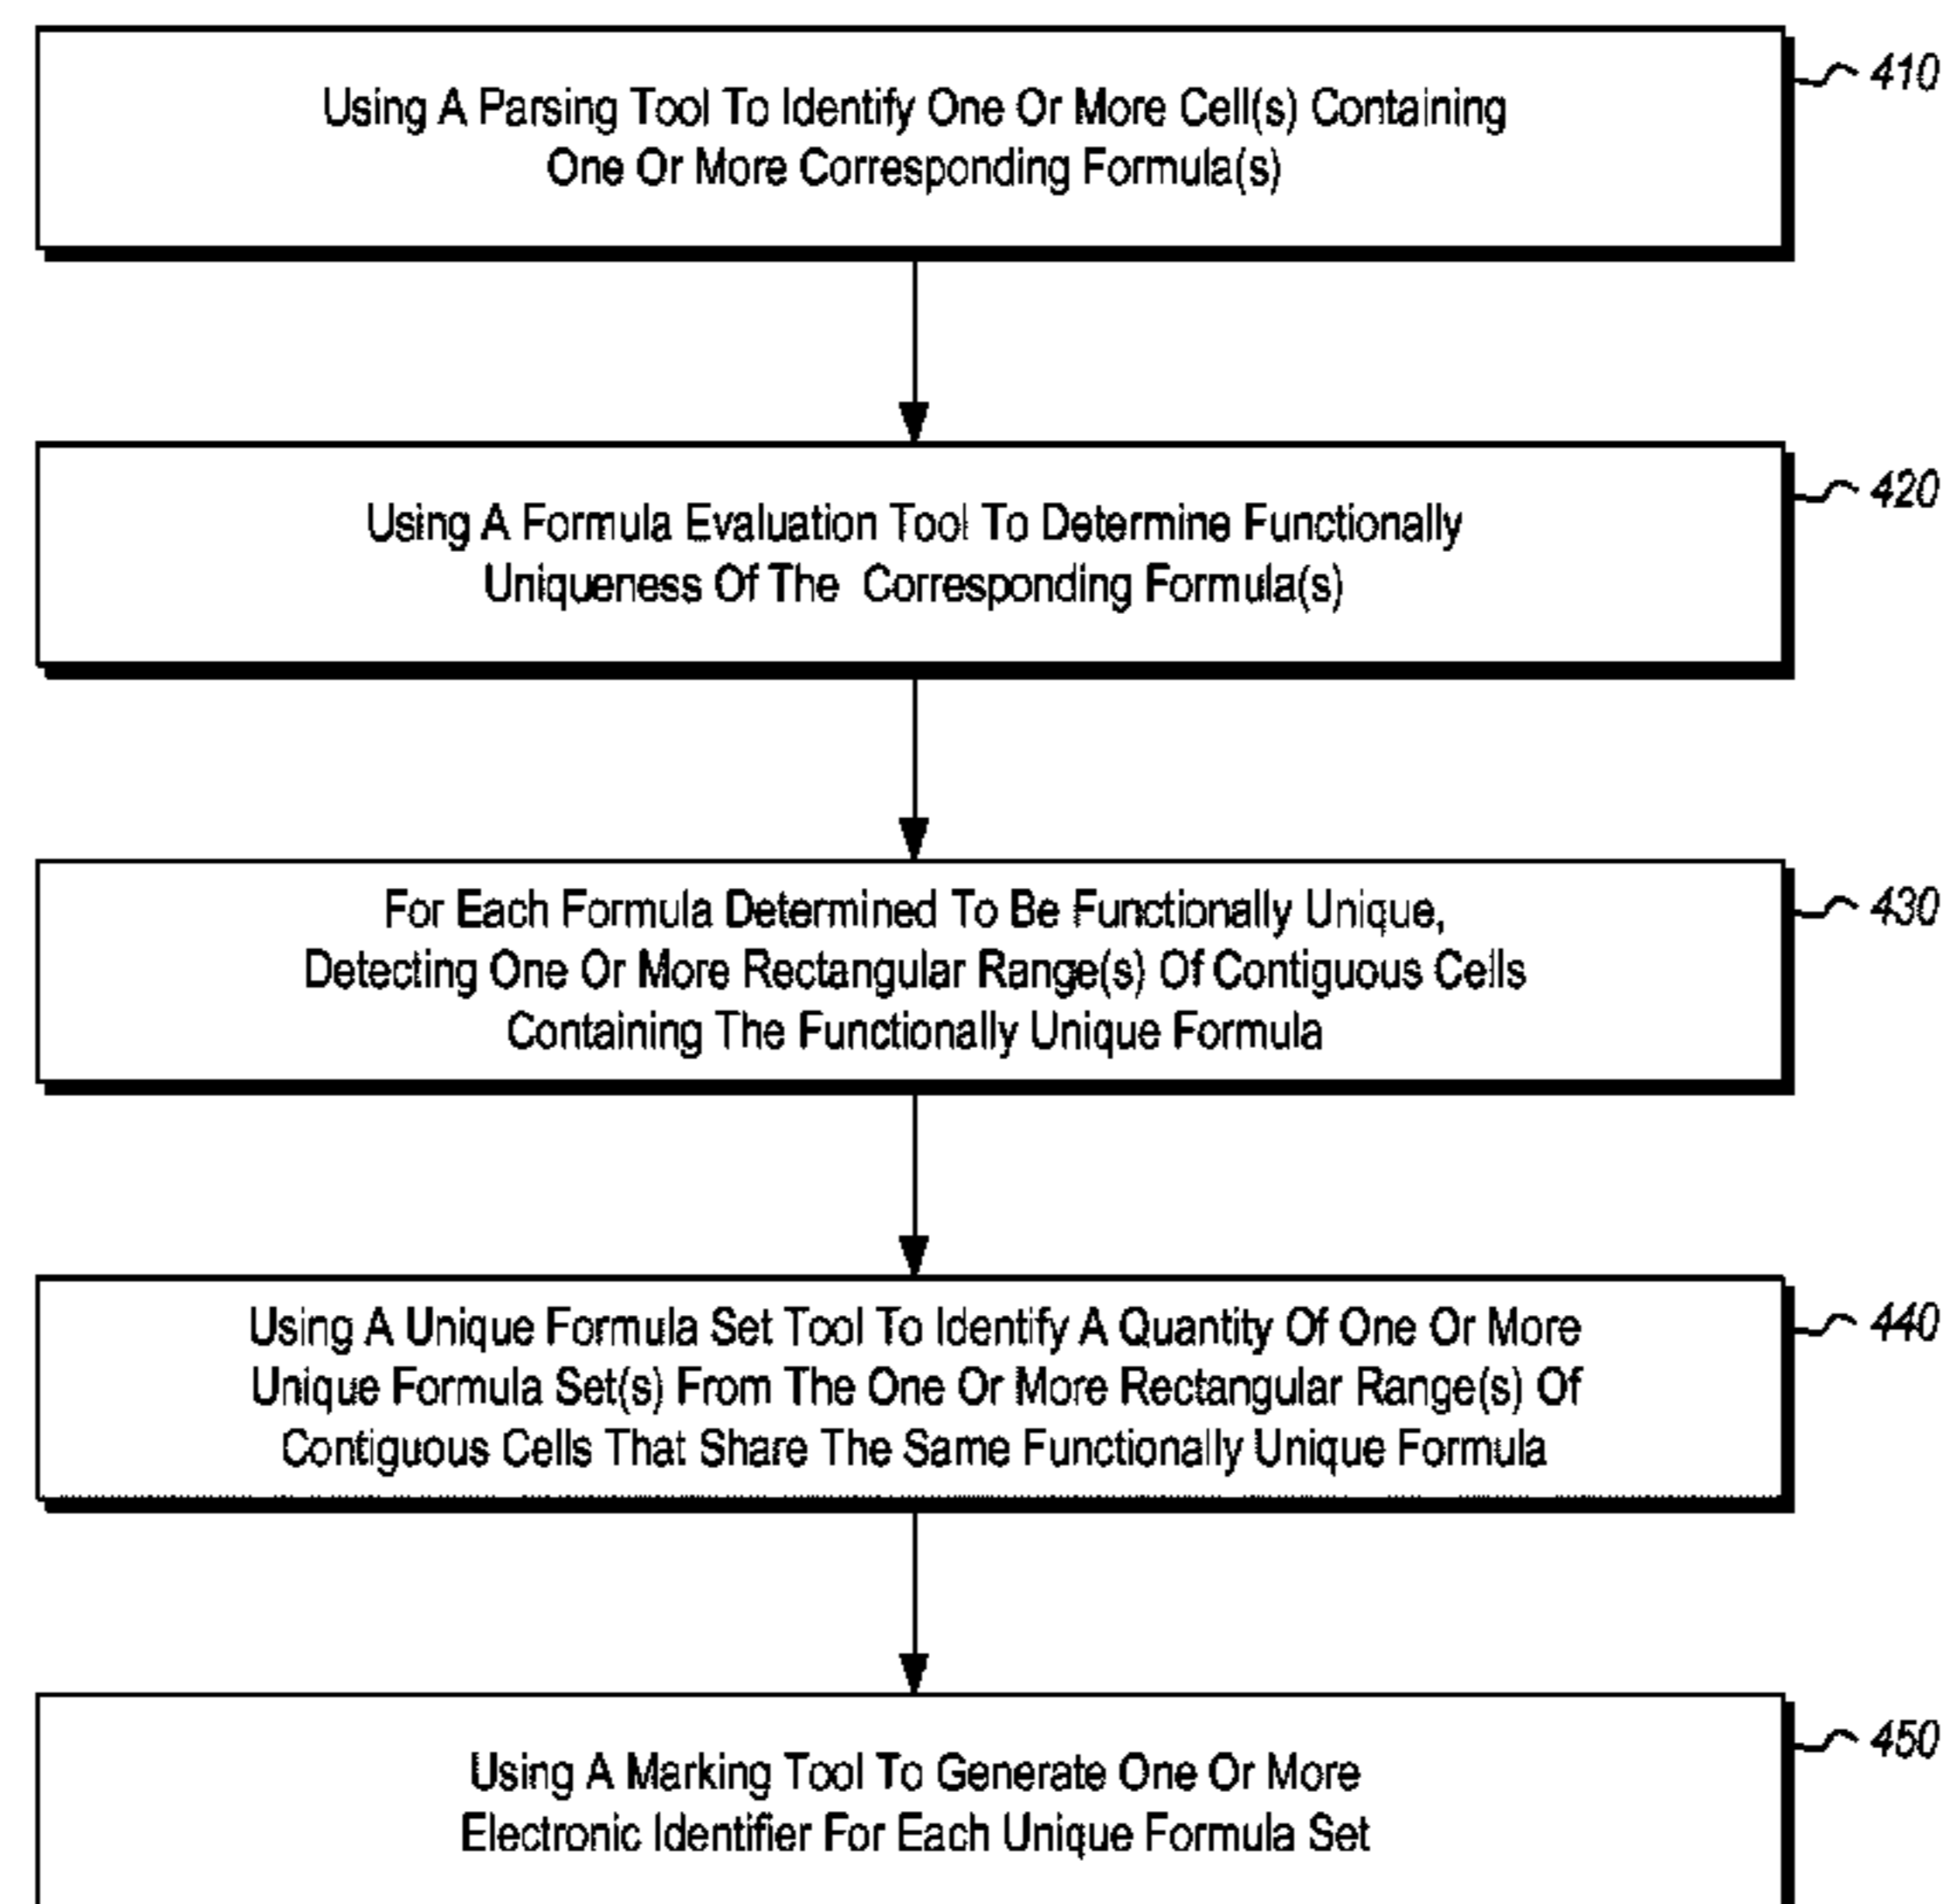 Using A Parsing Tool To Identify One Or More Cell(s) Containing
One Or More Corresponding Formula(s)
410
Using A Formula Evaluation Tool To Determine Functionally
Uniqueness Of The Corresponding Formula(s)
420
For Each Formula Determined To Be Functionally Unique,
Detecting One Or More Rectangular Range(s) Of Contiguous Cells
Containing The Functionally Unique Formula
430
Using A Unique Formula Set Tool To Identify A Quantity Of One Or More
Unique Formula Set(s) From The One Or More Rectangular Range(s) Of
Contiguous Cells That Share The Same Functionally Unique Formula
440
Using A Marking Tool To Generate One Or More
Electronic Identifier For Each Unique Formula Set
450